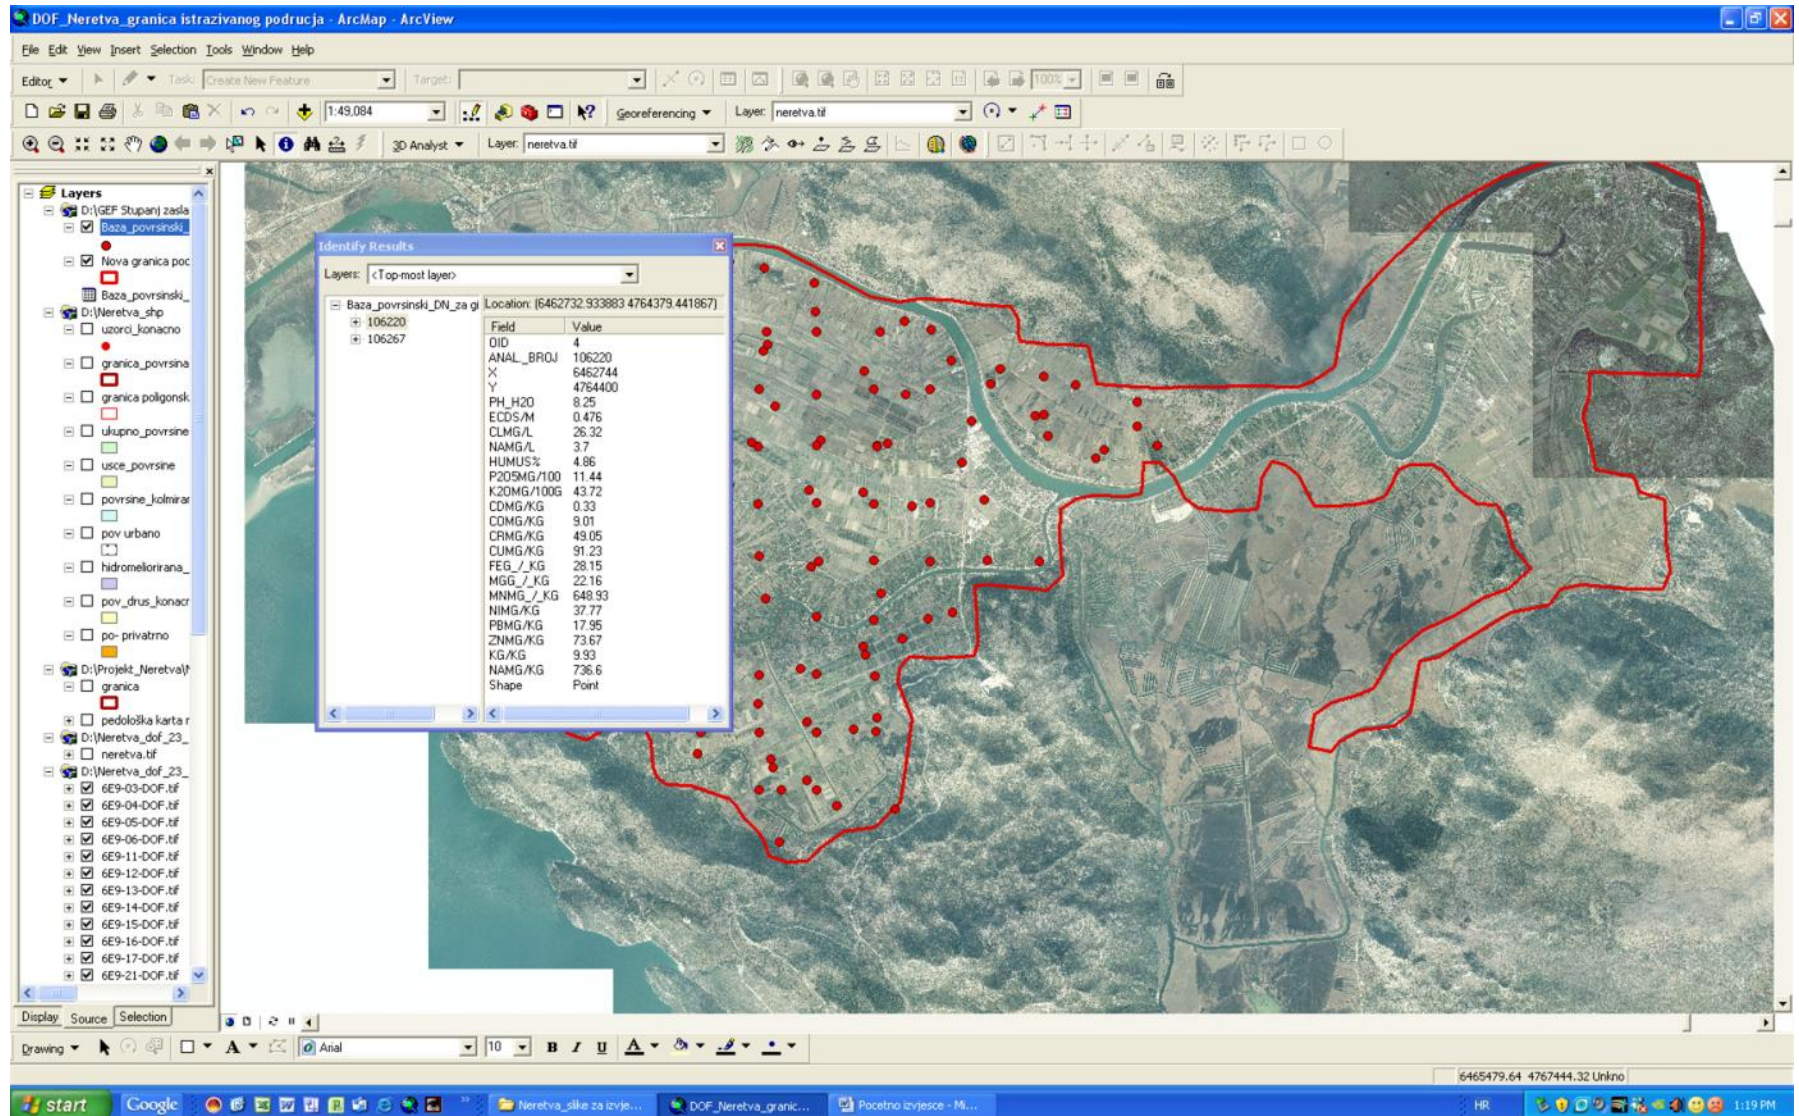 DOF_Neretva_granica istrazivanog podrucja - ArcMap - ArcView
File Edit View Insert Selection Tools Window Help
Editor Task: Create New Feature Target: 100%
1:49,084 Georeferencing Layer: neretva.tif
3D Analyst Layer: neretva.tif
Layers
D:\GEF Stupanj zasla
Baza_povrsinski_
Nova granica poc
Baza_povrsinski_
D:\Neretva_shp
uzorci_konacno
granica_povrsina
granica poligonsk
ukupno_povrsine
usce_povrsine
povrsine_kolmirar
pov urbano
hidromeliorirana_
pov_drus_konacr
po- privatrno
D:\Projekt_Neretva\
granica
pedološka karta r
D:\Neretva_dof_23_
neretva.tif
D:\Neretva_dof_23_
6E9-03-DOF.tif
6E9-04-DOF.tif
6E9-05-DOF.tif
6E9-06-DOF.tif
6E9-11-DOF.tif
6E9-12-DOF.tif
6E9-13-DOF.tif
6E9-14-DOF.tif
6E9-15-DOF.tif
6E9-16-DOF.tif
6E9-17-DOF.tif
6E9-21-DOF.tif
Display Source Selection
Identify Results
Layers: <Top-most layer>
Baza_povrsinski_DN_za gi
106220
106267
Location: (6462732.933883 4764379.441867)
Field Value
OID 4
ANAL._BROJ 106220
X 6462744
Y 4764400
PH_H2O 8.25
ECDS/M 0.476
CLMG/L 26.32
NAMG/L 3.7
HUMUS% 4.86
P2O5MG/100 11.44
K2OMG/100G 43.72
CDMG/KG 0.33
COMG/KG 9.01
CRMG/KG 49.05
CUMG/KG 91.23
FEG_/_KG 28.15
MGG_/_KG 22.16
MNMG_/_KG 648.93
NIMG/KG 37.77
PBMG/KG 17.95
ZNMG/KG 73.67
KG/KG 9.93
NAMG/KG 736.6
Shape Point
Drawing A Arial 10 B I U A
6465479.64 4767444.32 Unkno
start Google Neretva_slike za izvje... DOF_Neretva_granic... Pocetno izvjesce - Mi... HR 1:19 PM